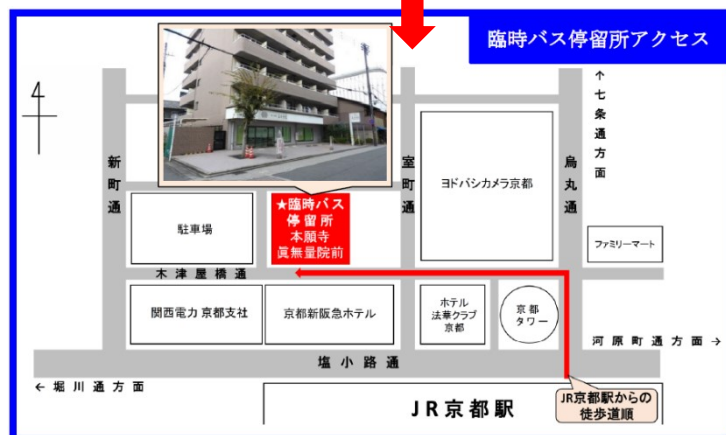 臨時バス停留所アクセス
4
↑七条通方面
新町通
室町通
烏丸通
ヨドバシカメラ京都
駐車場
★臨時バス
停留所
本願寺
眞無量院前
ファミリーマート
木津屋橋通
関西電力 京都支社
京都新阪急ホテル
ホテル
法華クラブ
京都
京都
タワー
河原町通方面→
塩小路通
←堀川通方面
JR京都駅
JR京都駅からの
徒歩道順